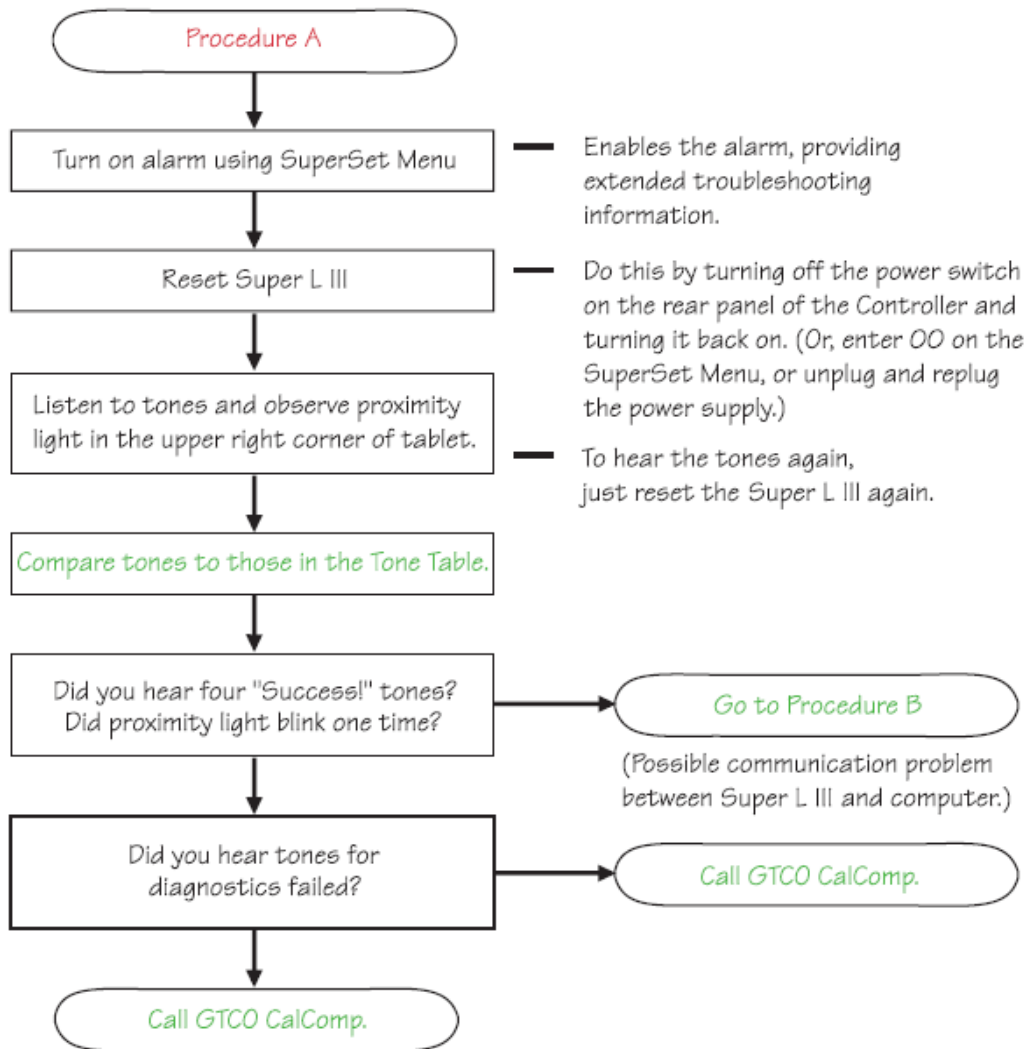 Procedure A
Turn on alarm using SuperSet Menu
Enables the alarm, providing
extended troubleshooting
information.
Reset Super L III
Do this by turning off the power switch
on the rear panel of the Controller and
turning it back on. (Or, enter 00 on the
SuperSet Menu, or unplug and replug
the power supply.)
Listen to tones and observe proximity
light in the upper right corner of tablet.
To hear the tones again,
just reset the Super L III again.
Compare tones to those in the Tone Table.
Did you hear four "Success!" tones?
Did proximity light blink one time?
Go to Procedure B
(Possible communication problem
between Super L III and computer.)
Did you hear tones for
diagnostics failed?
Call GTCO CalComp.
Call GTCO CalComp.